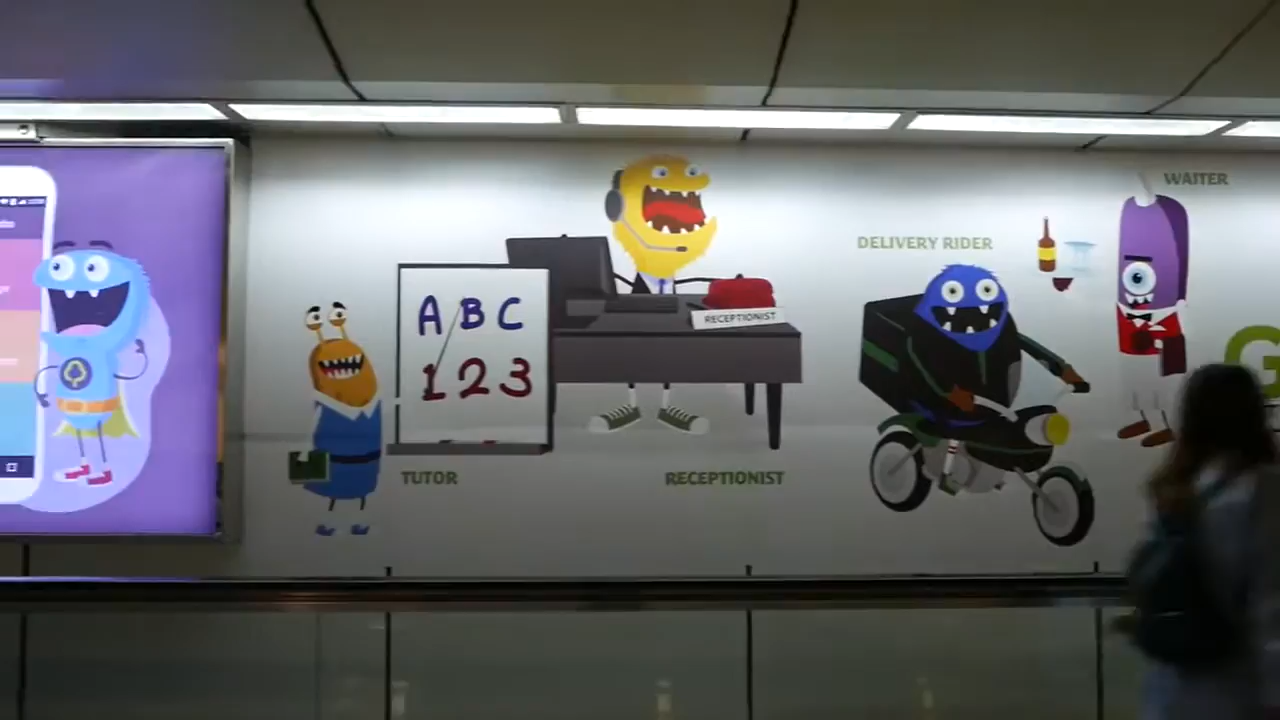 WAITER
DELIVERY RIDER
ABC
123
RECEPTIONIST
TUTOR
RECEPTIONIST
G